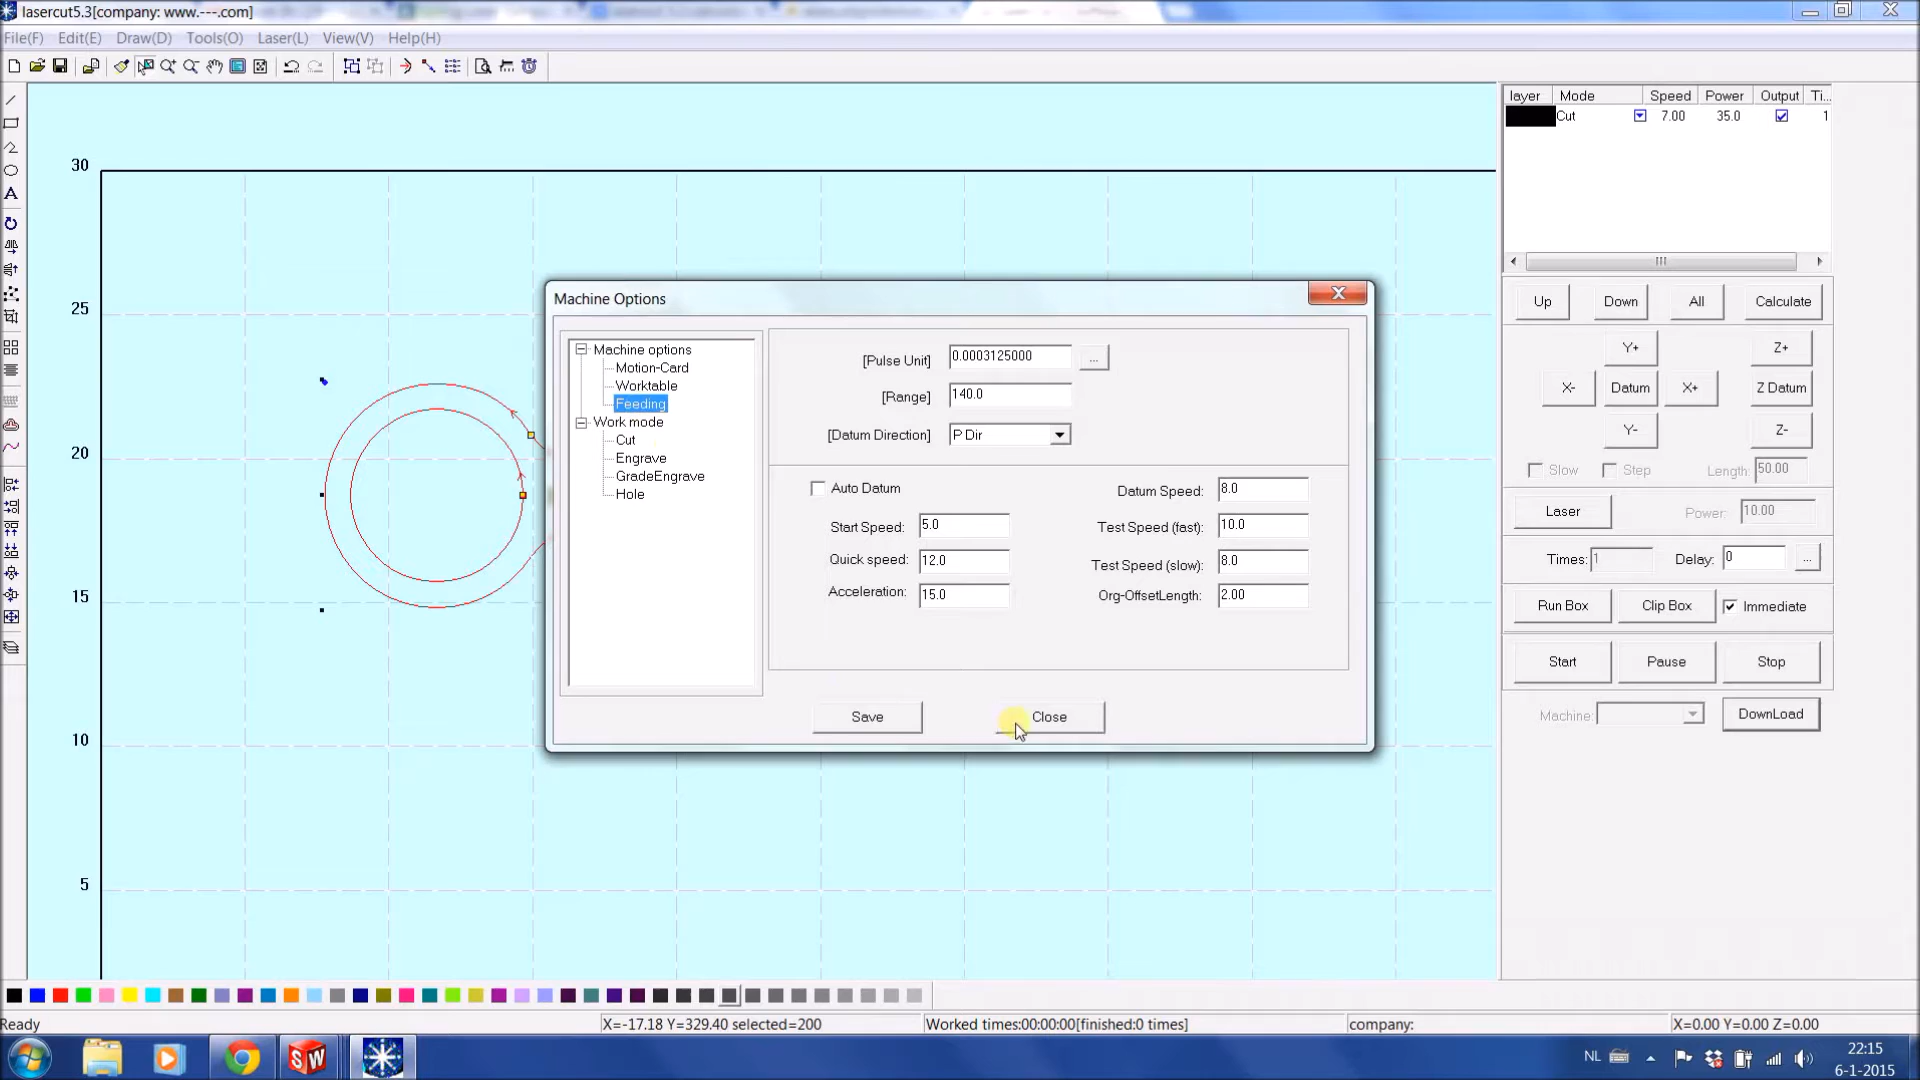 lasercut5.3[company: www.---.com]
File(F) Edit(E) Draw(D) Tools(O) Laser(L) View(V) Help(H)
layer Mode Speed Power Output Ti...
Cut 7.00 35.0 1
30
25
20
15
10
5
Machine Options
Machine options
Motion-Card
Worktable
Feeding
Work mode
Cut
Engrave
GradeEngrave
Hole
[Pulse Unit] 0.0003125000 ...
[Range] 140.0
[Datum Direction] P Dir
Auto Datum
Datum Speed: 8.0
Start Speed: 5.0
Test Speed (fast): 10.0
Quick speed: 12.0
Test Speed (slow): 8.0
Acceleration: 15.0
Org-OffsetLength: 2.00
Save Close
Up Down All Calculate
Y+ Z+
X- Datum X+ Z Datum
Y- Z-
Slow Step Length: 50.00
Laser Power: 10.00
Times: 1 Delay: 0 ...
Run Box Clip Box Immediate
Start Pause Stop
Machine: DownLoad
Ready X=-17.18 Y=329.40 selected=200 Worked times:00:00:00[finished:0 times] company: X=0.00 Y=0.00 Z=0.00
SW NL 22:15
6-1-2015